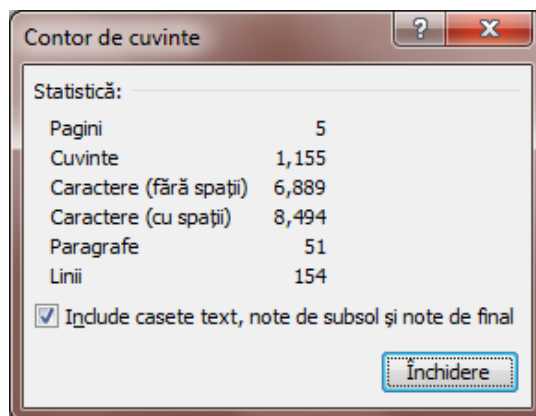 Contor de cuvinte
Statistică:
Pagini 5
Cuvinte 1,155
Caractere (fără spații) 6,889
Caractere (cu spații) 8,494
Paragrafe 51
Linii 154
Include casete text, note de subsol și note de final
Închidere